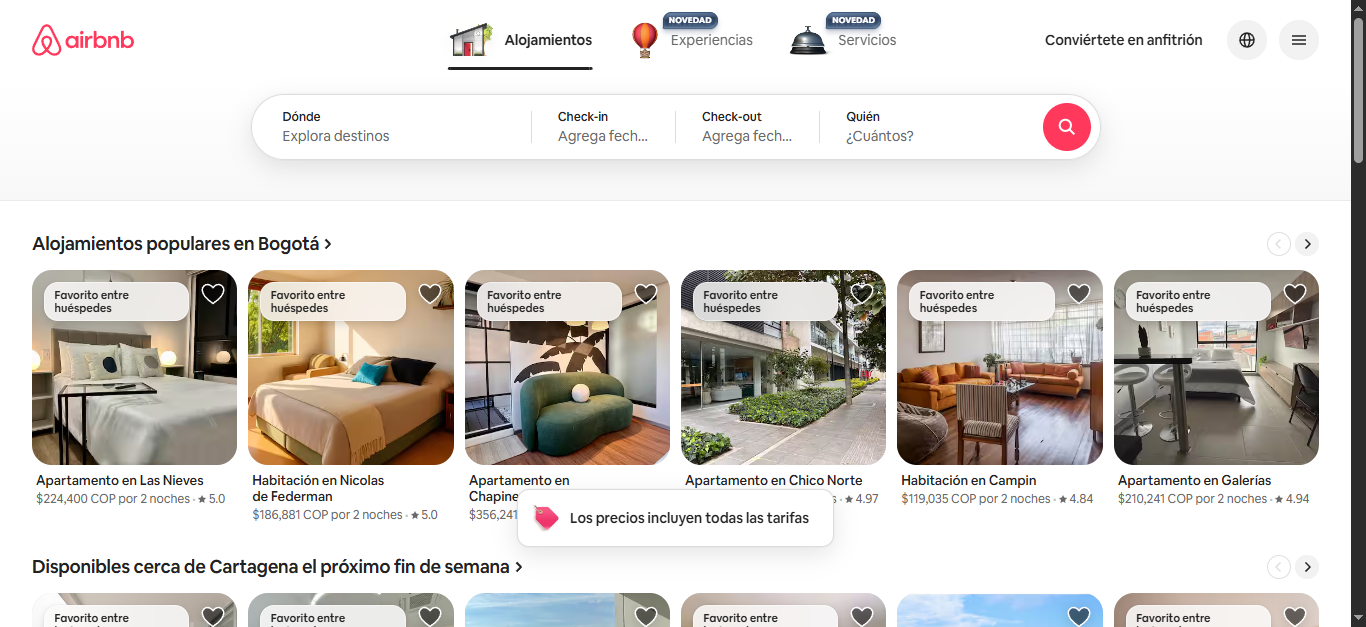 airbnb
Alojamientos
NOVEDAD
Experiencias
NOVEDAD
Servicios
Conviértete en anfitrión
Dónde
Explora destinos
Check-in
Agrega fech...
Check-out
Agrega fech...
Quién
¿Cuántos?
Alojamientos populares en Bogotá
Favorito entre
huéspedes
Favorito entre
huéspedes
Favorito entre
huéspedes
Favorito entre
huéspedes
Favorito entre
huéspedes
Favorito entre
huéspedes
Apartamento en Las Nieves
$224,400 COP por 2 noches · ★ 5.0
Habitación en Nicolas
de Federman
$186,881 COP por 2 noches · ★ 5.0
Apartamento en
Chapine
$356,241
Apartamento en Chico Norte
s · ★ 4.97
Habitación en Campin
$119,035 COP por 2 noches · ★ 4.84
Apartamento en Galerías
$210,241 COP por 2 noches · ★ 4.94
Los precios incluyen todas las tarifas
Disponibles cerca de Cartagena el próximo fin de semana
Favorito entre
Favorito entre
Favorito entre
Favorito entre